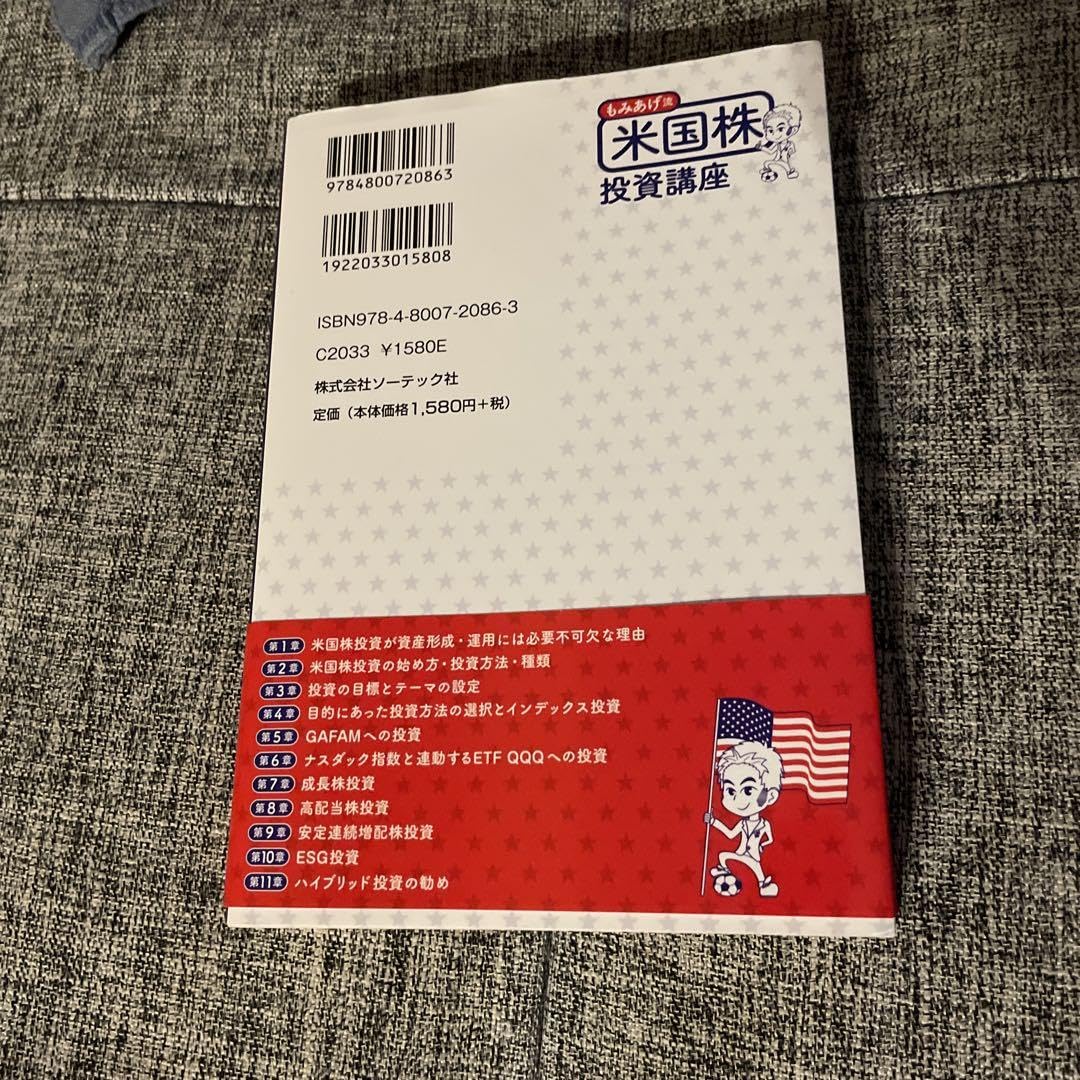 もみあげ流
米国株
投資講座
9784800720863
1922033015808
ISBN978-4-8007-2086-3
C2033 ¥1580E
株式会社ソーテック社
定価(本体価格1,580円+税)
第1章 米国株投資が資産形成・運用には必要不可欠な理由
第2章 米国株投資の始め方・投資方法・種類
第3章 投資の目標とテーマの設定
第4章 目的にあった投資方法の選択とインデックス投資
第5章 GAFAMへの投資
第6章 ナスダック指数と連動するETF QQQへの投資
第7章 成長株投資
第8章 高配当株投資
第9章 安定連続増配株投資
第10章 ESG投資
第11章 ハイブリッド投資の勧め